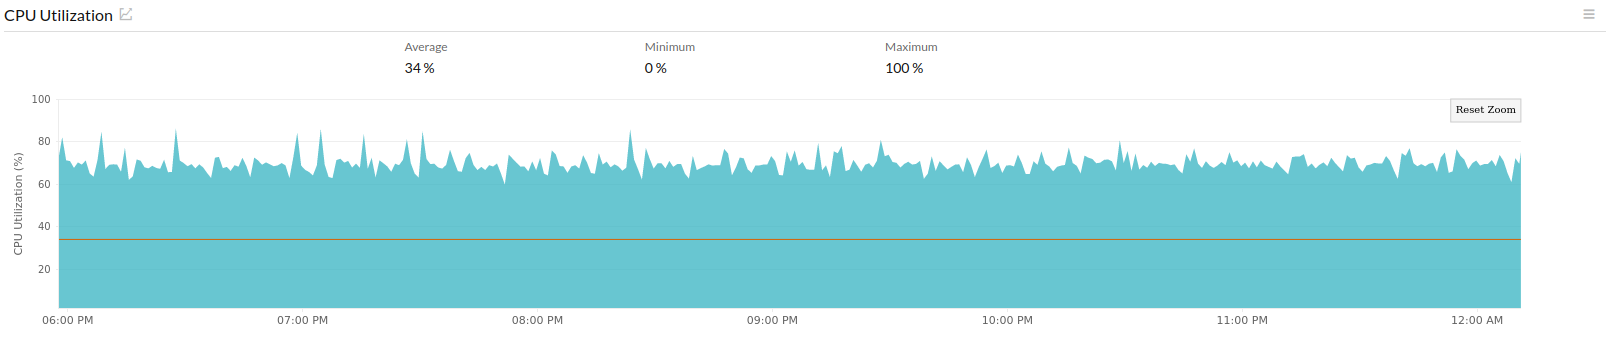 CPU Utilization
Average Minimum Maximum
34 % 0 % 100 %
Reset Zoom
CPU Utilization (%)
100
80
60
40
20
06:00 PM 07:00 PM 08:00 PM 09:00 PM 10:00 PM 11:00 PM 12:00 AM